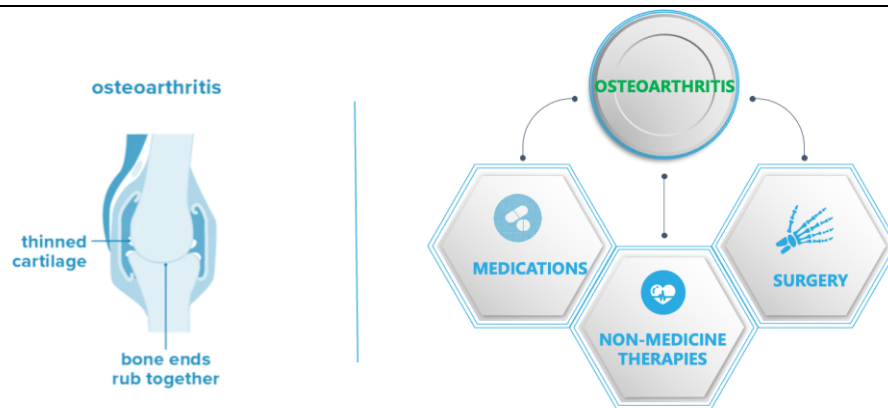 osteoarthritis
thinned
cartilage
bone ends
rub together
OSTEOARTHRITIS
MEDICATIONS
NON-MEDICINE
THERAPIES
SURGERY